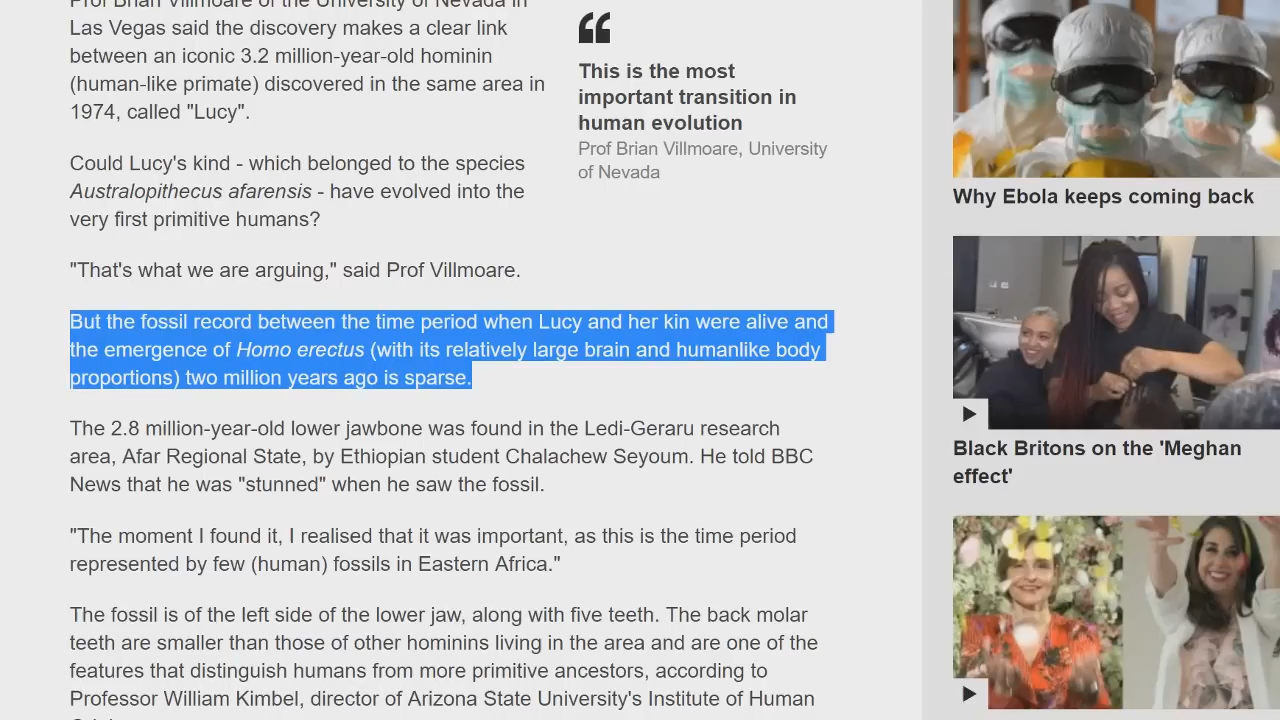 Prof Brian Villmoare of the University of Nevada in
Las Vegas said the discovery makes a clear link
between an iconic 3.2 million-year-old hominin
(human-like primate) discovered in the same area in
1974, called "Lucy".
Could Lucy's kind - which belonged to the species
Australopithecus afarensis - have evolved into the
very first primitive humans?
"That's what we are arguing," said Prof Villmoare.
This is the most
important transition in
human evolution
Prof Brian Villmoare, University
of Nevada
But the fossil record between the time period when Lucy and her kin were alive and
the emergence of Homo erectus (with its relatively large brain and humanlike body
proportions) two million years ago is sparse.
The 2.8 million-year-old lower jawbone was found in the Ledi-Geraru research
area, Afar Regional State, by Ethiopian student Chalachew Seyoum. He told BBC
News that he was "stunned" when he saw the fossil.
"The moment I found it, I realised that it was important, as this is the time period
represented by few (human) fossils in Eastern Africa."
The fossil is of the left side of the lower jaw, along with five teeth. The back molar
teeth are smaller than those of other hominins living in the area and are one of the
features that distinguish humans from more primitive ancestors, according to
Professor William Kimbel, director of Arizona State University's Institute of Human
Why Ebola keeps coming back
Black Britons on the 'Meghan
effect'